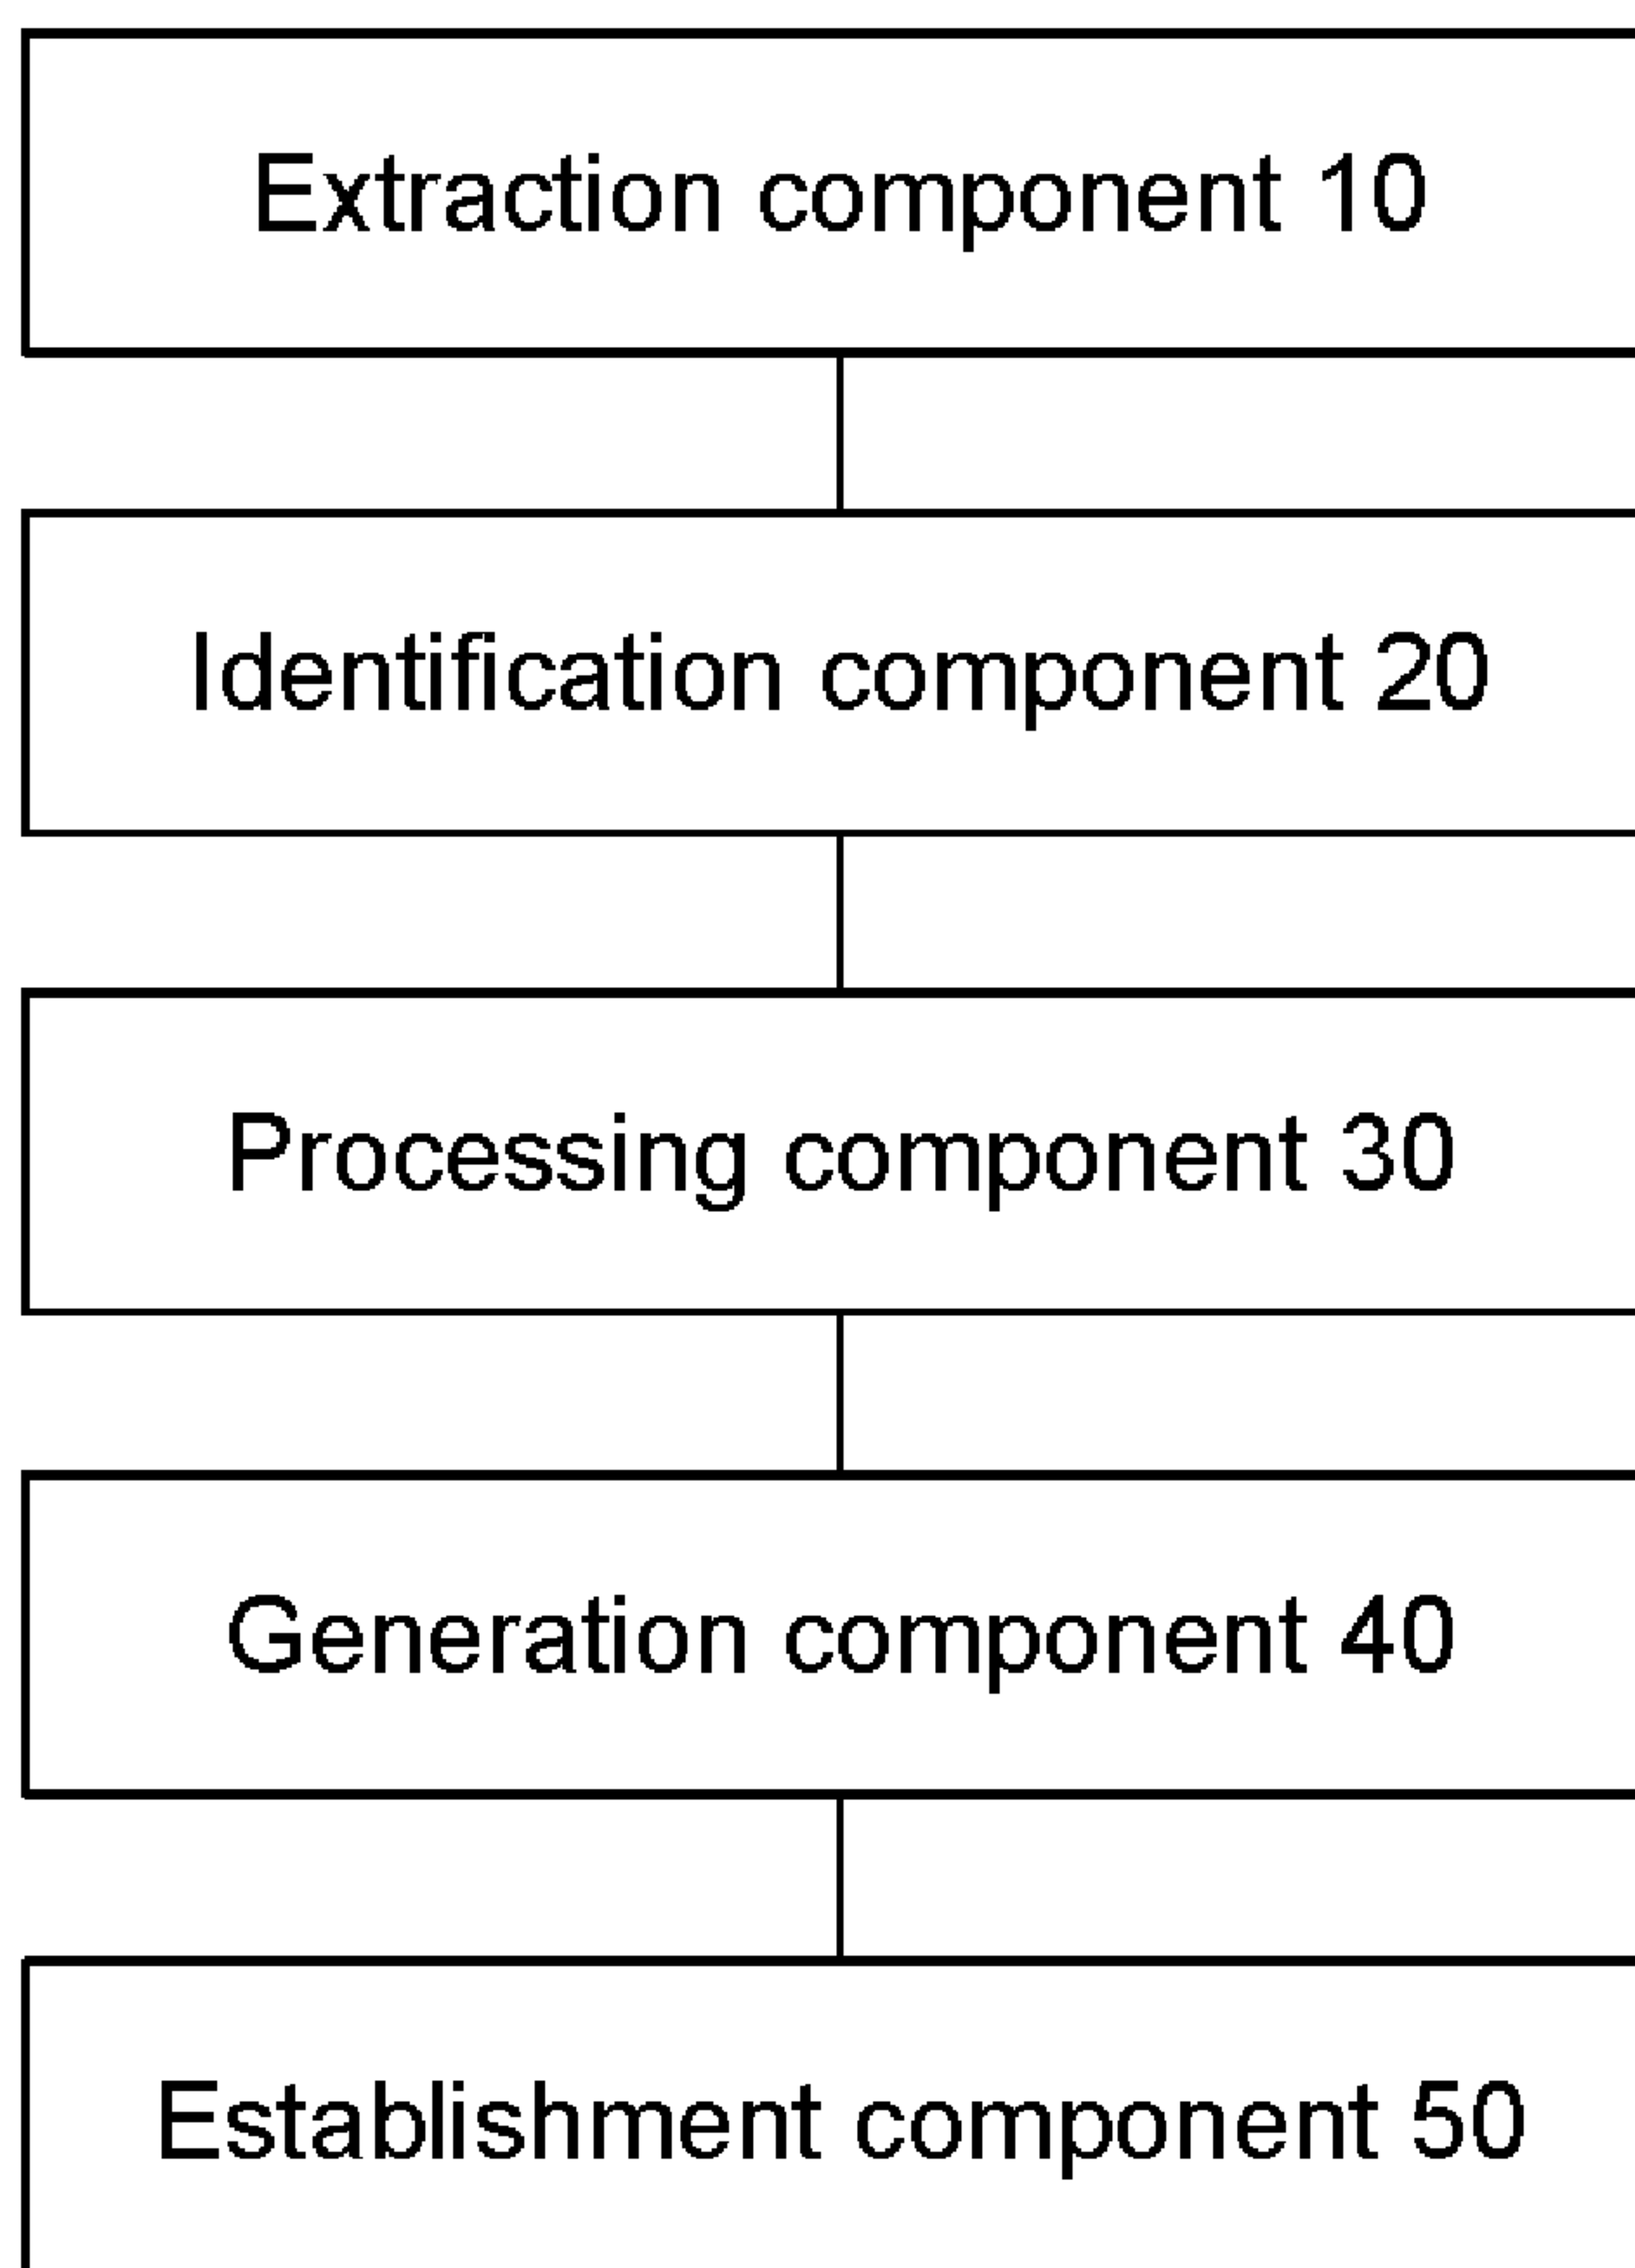 Extraction component 10
Identification component 20
Processing component 30
Generation component 40
Establishment component 50